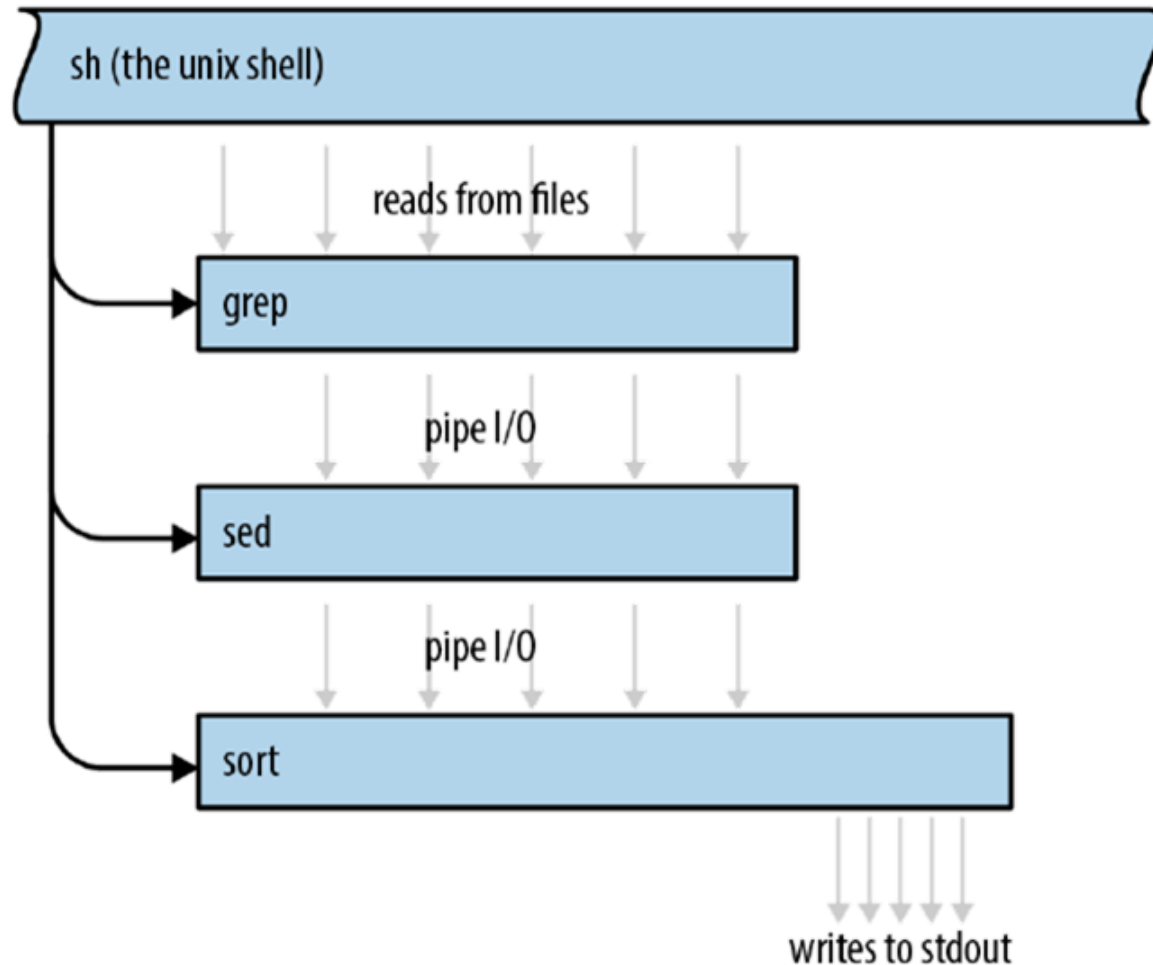 sh (the unix shell)
reads from files
grep
pipe I/O
sed
pipe I/O
sort
writes to stdout